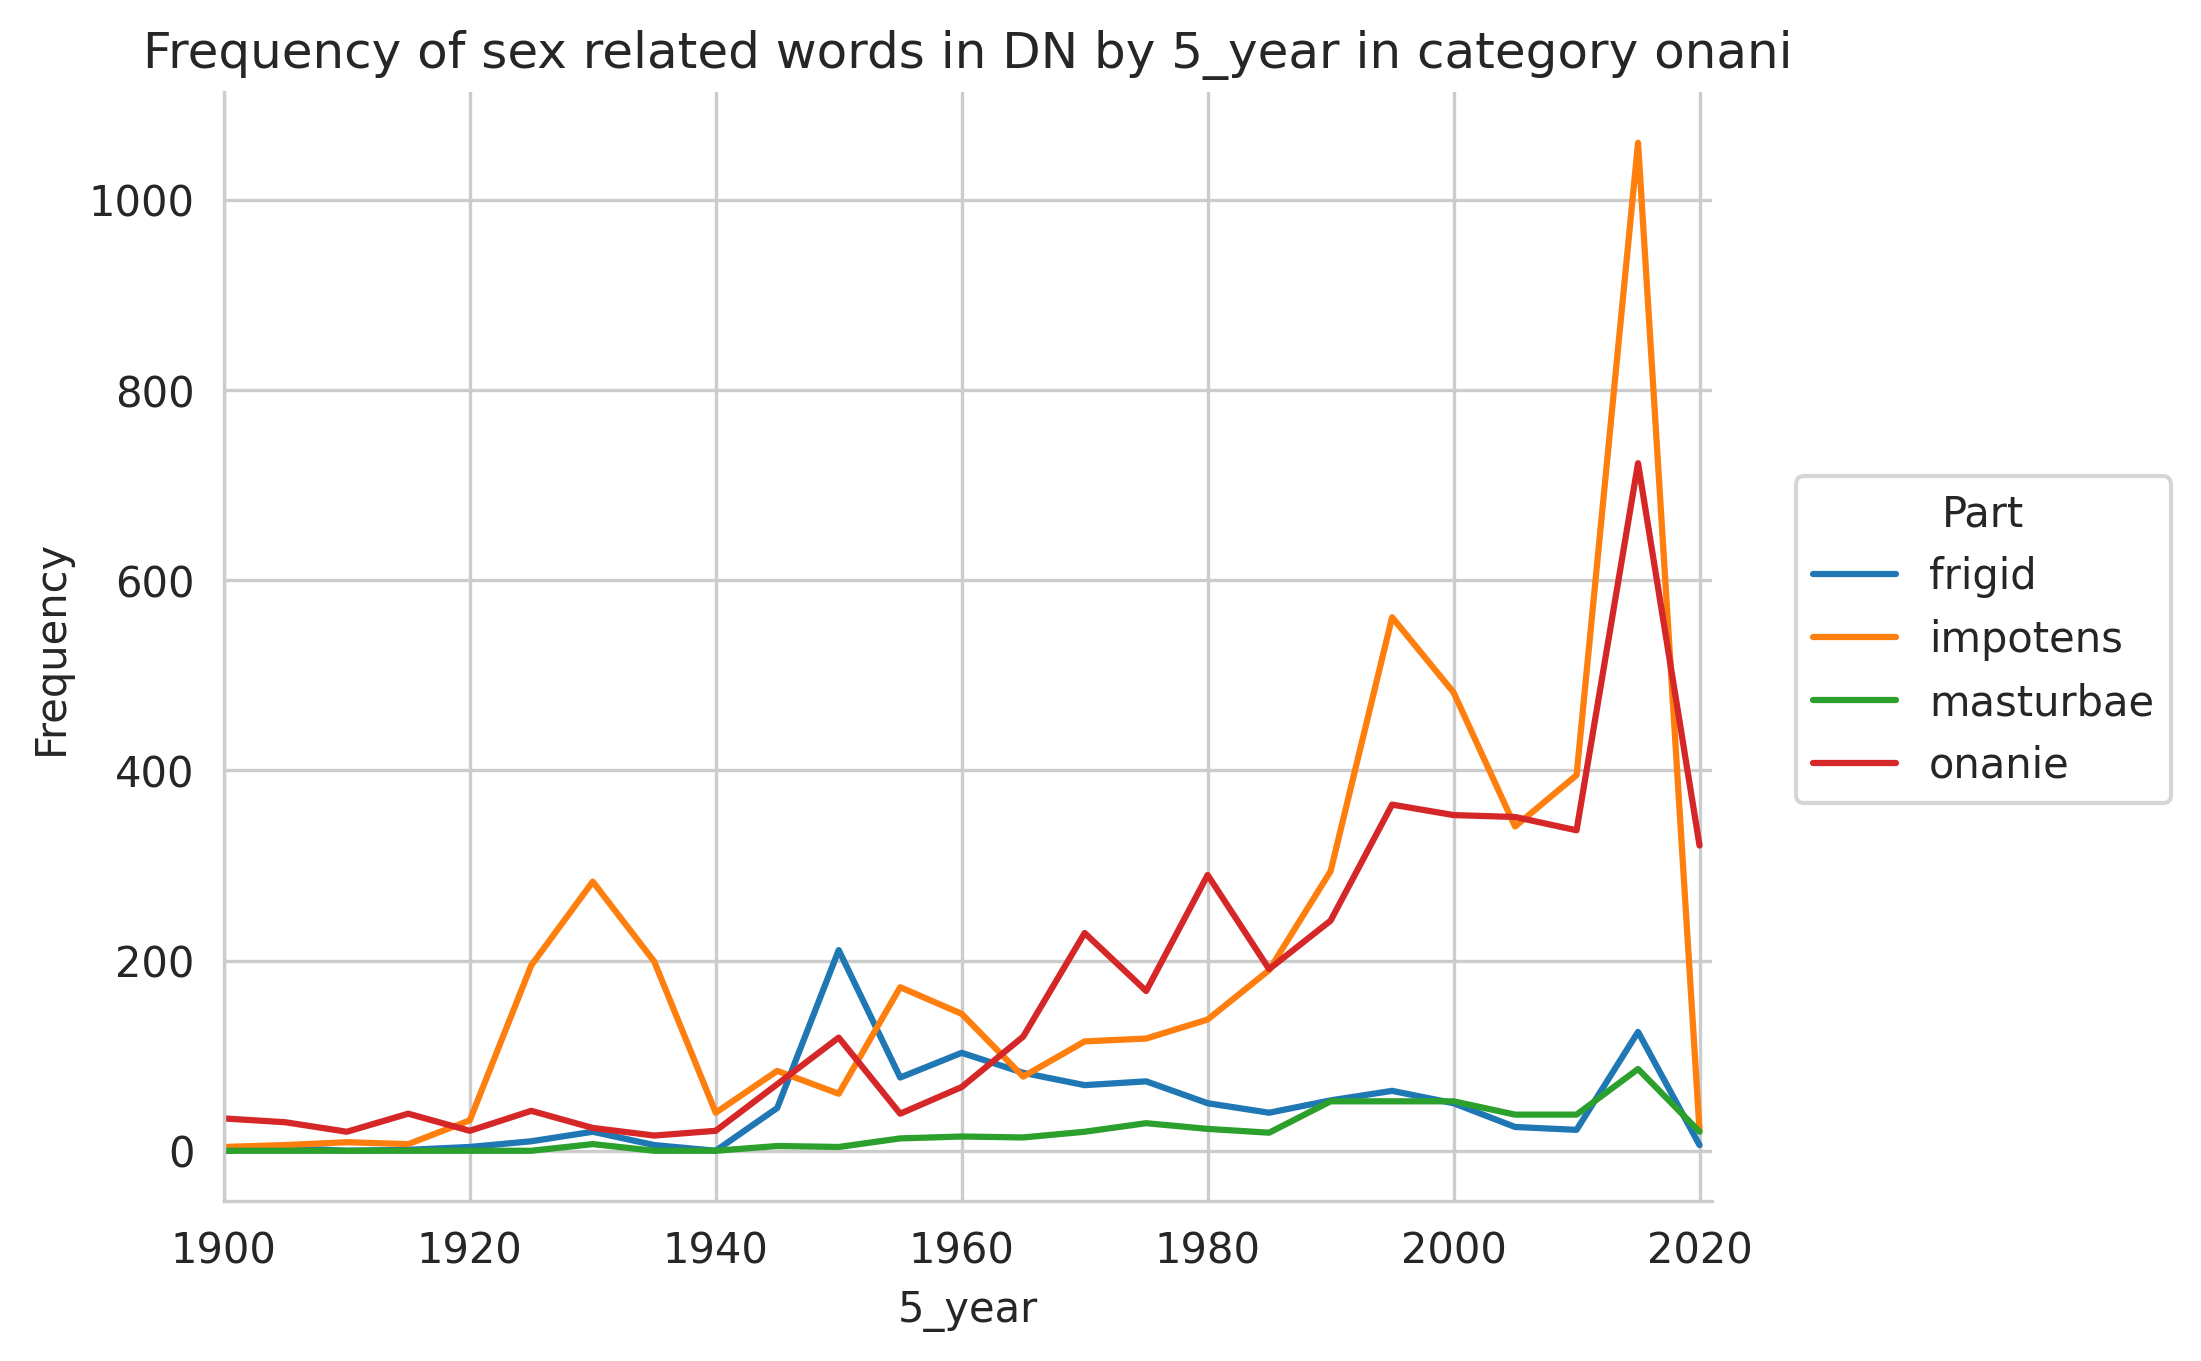 Frequency of sex related words in DN by 5_year in category onani
1000
800
600
400
200
0
Frequency
1900 1920 1940 1960 1980 2000 2020
5_year
Part
frigid
impotens
masturbae
onanie